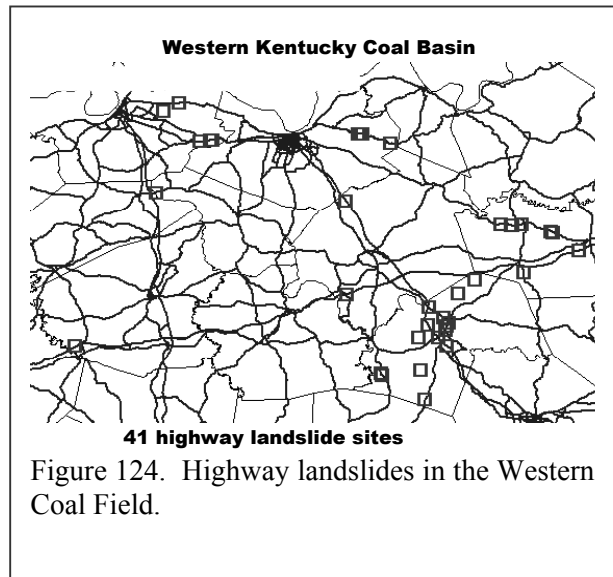 Western Kentucky Coal Basin
41 highway landslide sites
Figure 124.  Highway landslides in the Western
Coal Field.